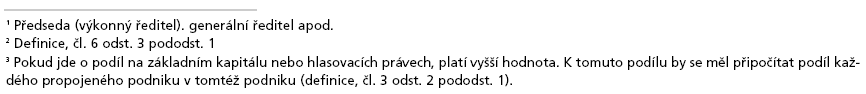 ¹ Předseda (výkonný ředitel). generální ředitel apod.
² Definice, čl. 6 odst. 3 pododst. 1
³ Pokud jde o podíl na základním kapitálu nebo hlasovacích právech, platí vyšší hodnota. K tomuto podílu by se měl připočítat podíl kaž-
dého propojeného podniku v tomtéž podniku (definice, čl. 3 odst. 2 pododst. 1).